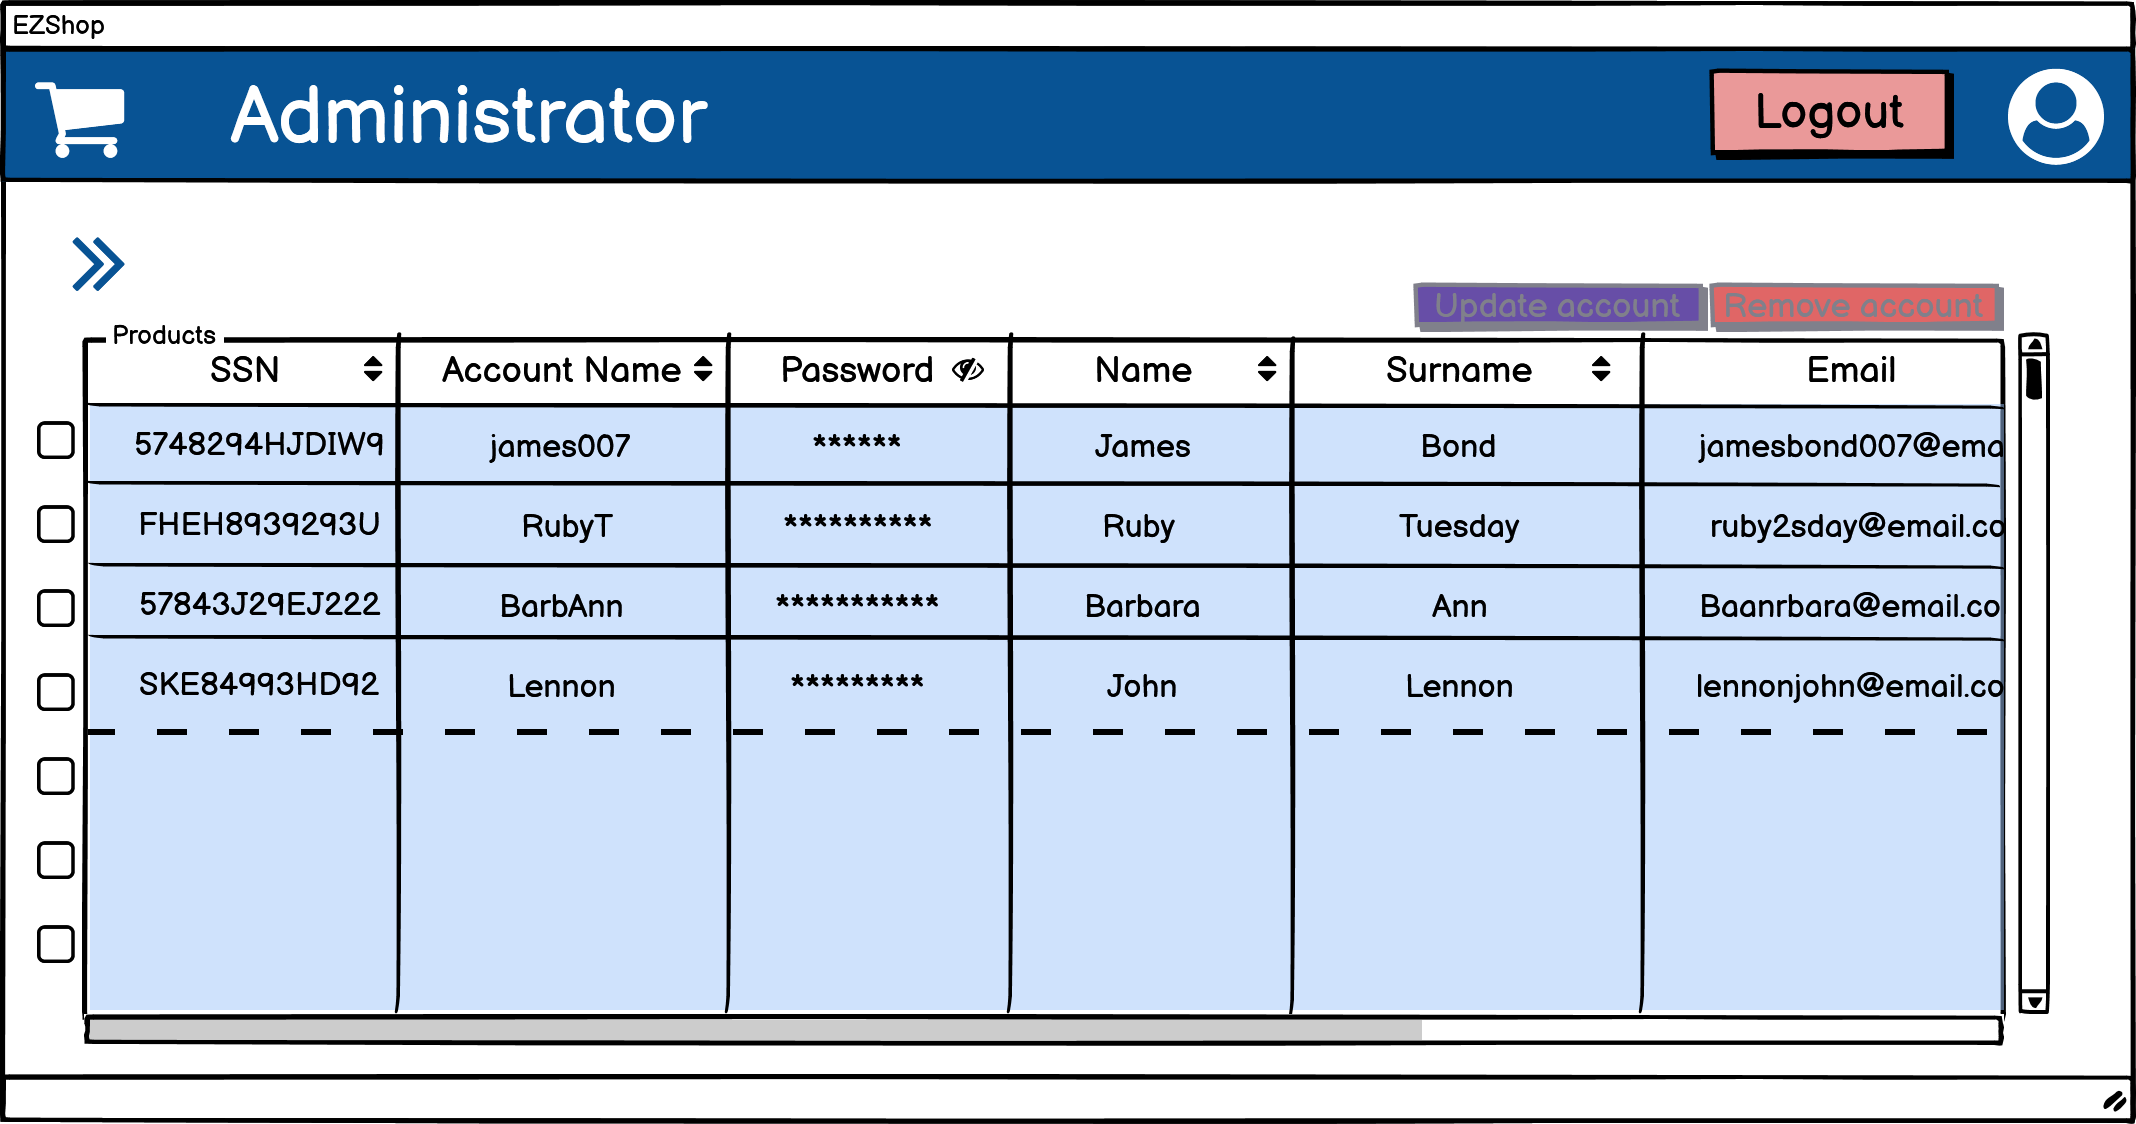 EZShop
Administrator Logout
Update account Remove account
Products
SSN Account Name Password Name Surname Email
5748294HJDIW9 james007 ****** James Bond jamesbond007@ema
FHEH8939293U RubyT ********** Ruby Tuesday ruby2sday@email.co
57843J29EJ222 BarbAnn *********** Barbara Ann Baanrbara@email.co
SKE84993HD92 Lennon ********* John Lennon lennonjohn@email.co